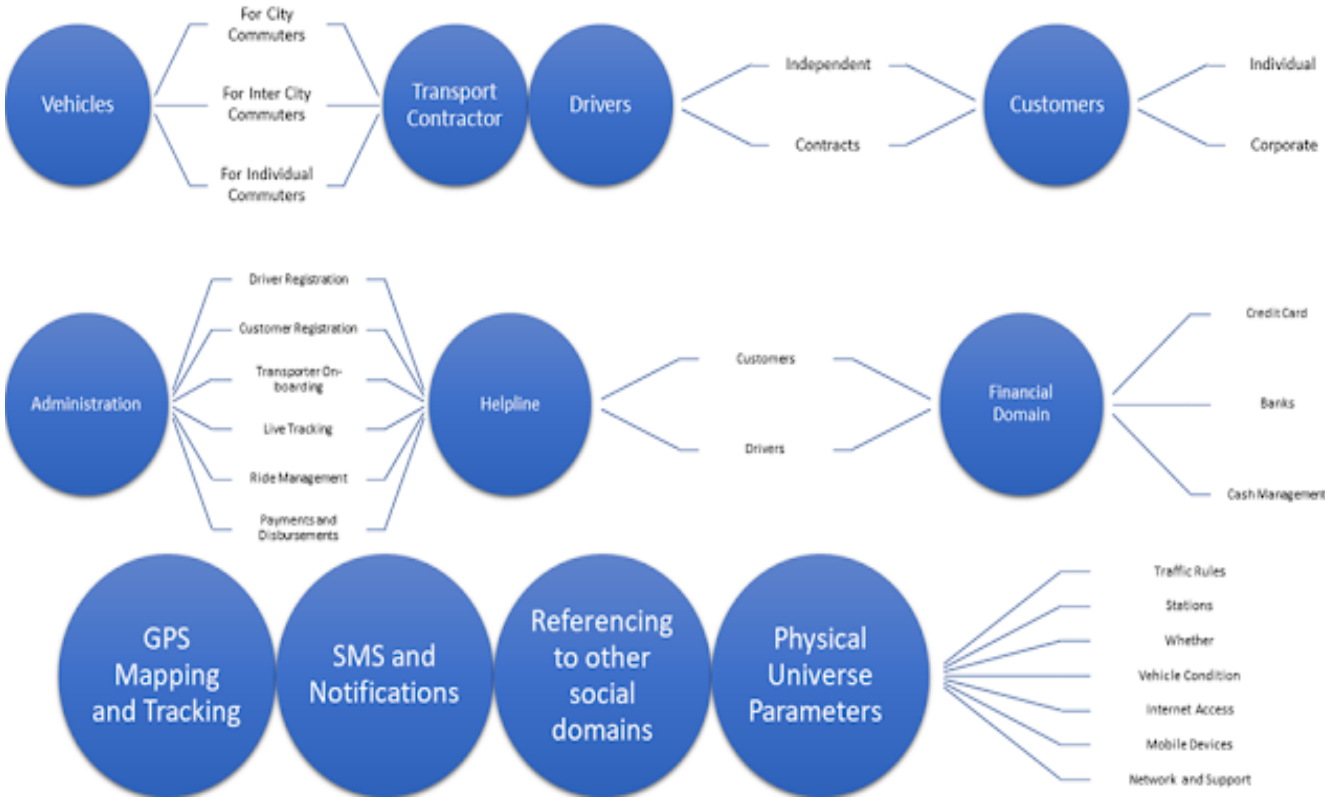 For City
Commuters
Vehicles
For Inter City
Commuters
For Individual
Commuters
Transport
Contractor
Drivers
Independent
Contracts
Customers
Individual
Corporate
Administration
Driver Registration
Customer Registration
Transporter On-
boarding
Live Tracking
Ride Management
Payments and
Disbursements
Helpline
Customers
Drivers
Financial
Domain
Credit Card
Banks
Cash Management
GPS
Mapping
and Tracking
SMS and
Notifications
Referencing
to other
social
domains
Physical
Universe
Parameters
Traffic Rules
Stations
Whether
Vehicle Condition
Internet Access
Mobile Devices
Network and Support